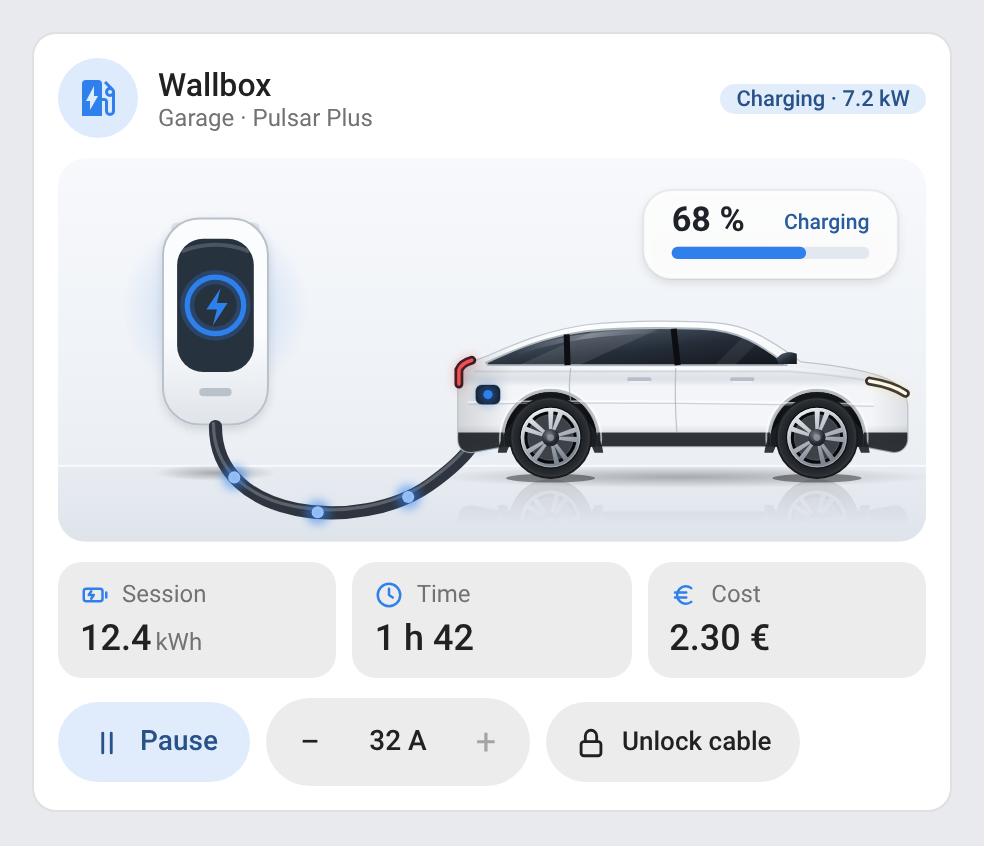 Wallbox
Garage · Pulsar Plus
Charging · 7.2 kW
68 % Charging
Session
12.4 kWh
Time
1 h 42
Cost
2.30 €
Pause
− 32 A +
Unlock cable